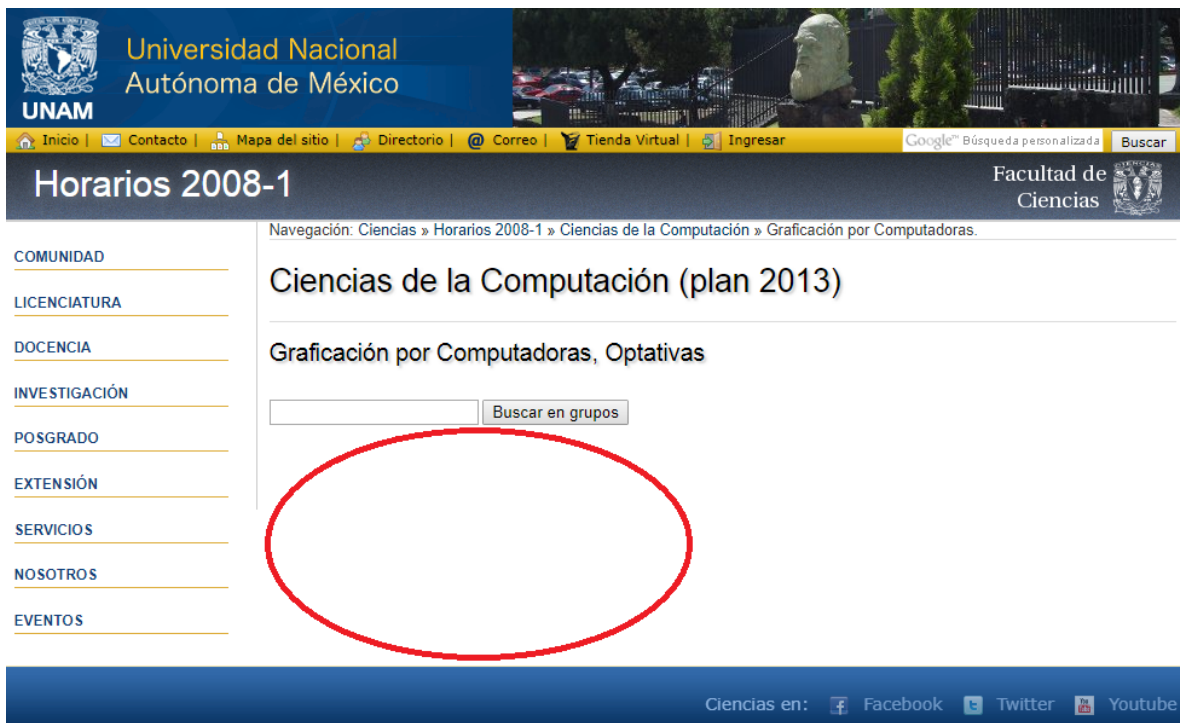 Universidad Nacional
Autónoma de México
UNAM
Inicio | Contacto | Mapa del sitio | Directorio | @ Correo | Tienda Virtual | Ingresar
Google™ Búsqueda personalizada Buscar
Horarios 2008-1
Facultad de
Ciencias
Navegación: Ciencias » Horarios 2008-1 » Ciencias de la Computación » Graficación por Computadoras.
COMUNIDAD
LICENCIATURA
DOCENCIA
INVESTIGACIÓN
POSGRADO
EXTENSIÓN
SERVICIOS
NOSOTROS
EVENTOS
Ciencias de la Computación (plan 2013)
Graficación por Computadoras, Optativas
Buscar en grupos
Ciencias en: Facebook Twitter Youtube